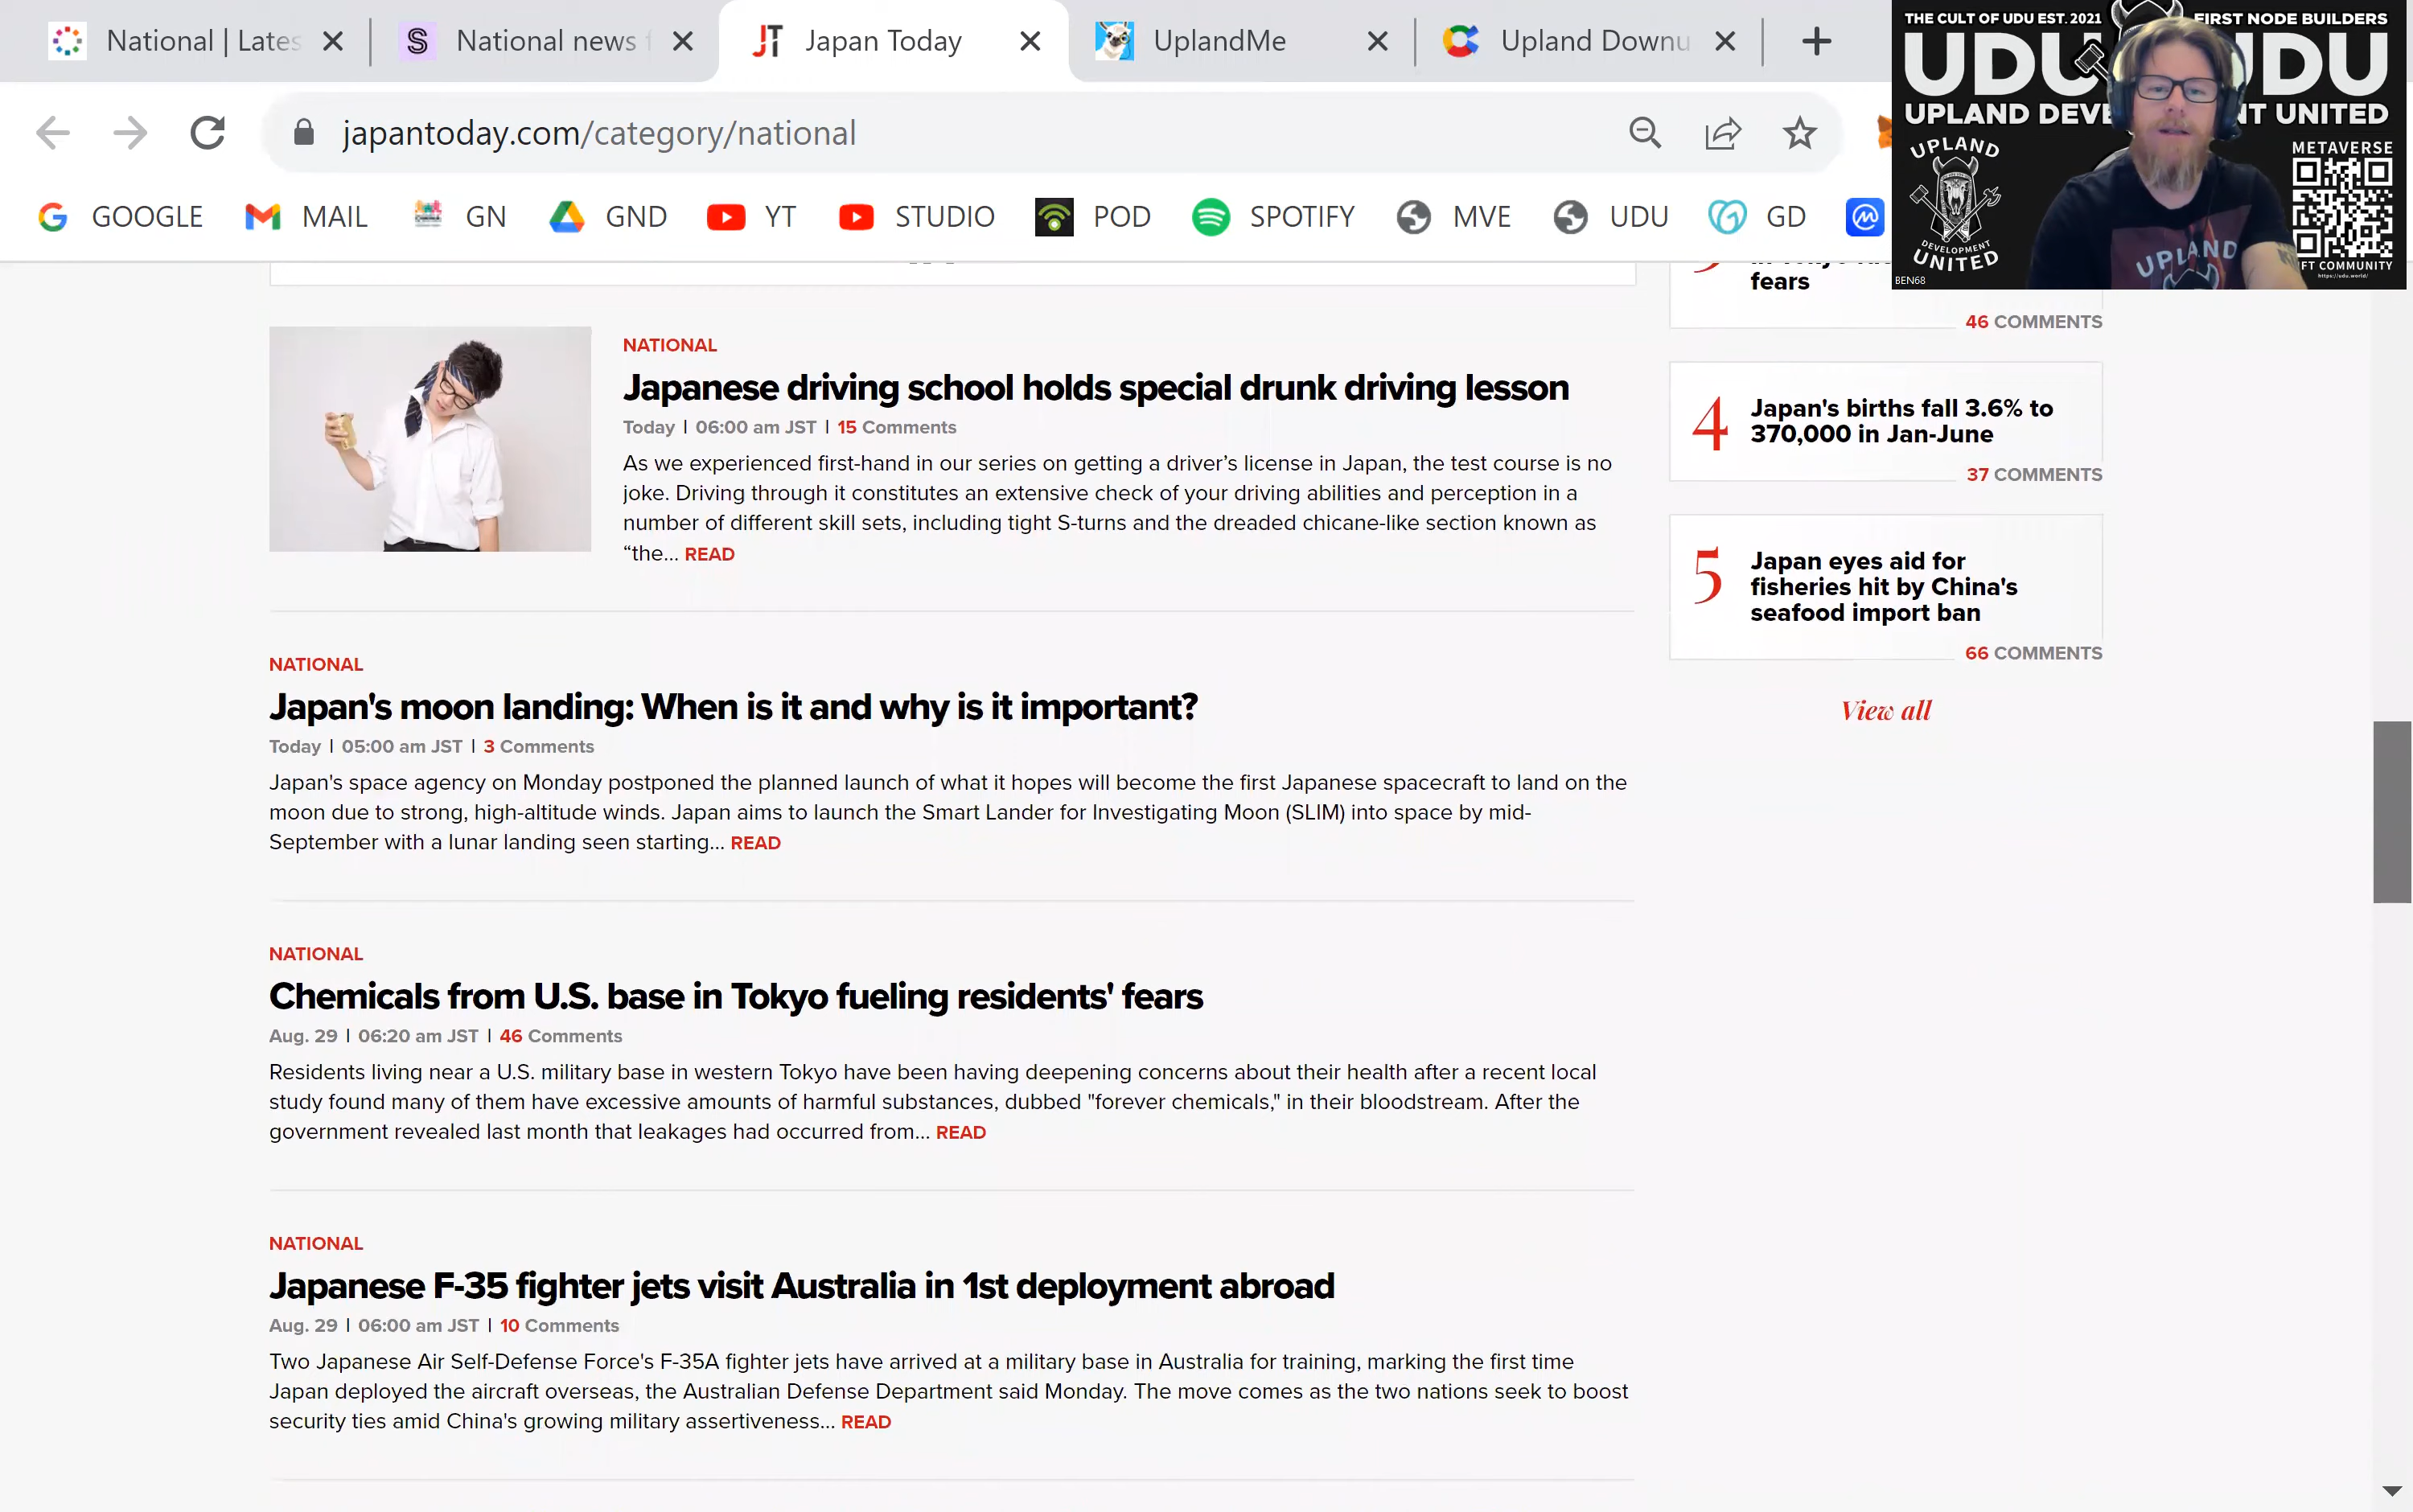 National | Lates
National news f
Japan Today
UplandMe
Upland Downu
japantoday.com/category/national
GOOGLE
MAIL
GN
GND
YT
STUDIO
POD
SPOTIFY
MVE
UDU
GD
THE CULT OF UDU EST. 2021
FIRST NODE BUILDERS
UDU
UDU
UPLAND DEVE
NT UNITED
UPLAND
DEVELOPMENT
UNITED
METAVERSE
FT COMMUNITY
https://udu.world/
UPLAND
BEN68
NATIONAL
Japanese driving school holds special drunk driving lesson
Today | 06:00 am JST | 15 Comments
As we experienced first-hand in our series on getting a driver’s license in Japan, the test course is no
joke. Driving through it constitutes an extensive check of your driving abilities and perception in a
number of different skill sets, including tight S-turns and the dreaded chicane-like section known as
“the... READ
NATIONAL
Japan's moon landing: When is it and why is it important?
Today | 05:00 am JST | 3 Comments
Japan's space agency on Monday postponed the planned launch of what it hopes will become the first Japanese spacecraft to land on the
moon due to strong, high-altitude winds. Japan aims to launch the Smart Lander for Investigating Moon (SLIM) into space by mid-
September with a lunar landing seen starting... READ
NATIONAL
Chemicals from U.S. base in Tokyo fueling residents' fears
Aug. 29 | 06:20 am JST | 46 Comments
Residents living near a U.S. military base in western Tokyo have been having deepening concerns about their health after a recent local
study found many of them have excessive amounts of harmful substances, dubbed "forever chemicals," in their bloodstream. After the
government revealed last month that leakages had occurred from... READ
NATIONAL
Japanese F-35 fighter jets visit Australia in 1st deployment abroad
Aug. 29 | 06:00 am JST | 10 Comments
Two Japanese Air Self-Defense Force's F-35A fighter jets have arrived at a military base in Australia for training, marking the first time
Japan deployed the aircraft overseas, the Australian Defense Department said Monday. The move comes as the two nations seek to boost
security ties amid China's growing military assertiveness... READ
fears
46 COMMENTS
4
Japan's births fall 3.6% to
370,000 in Jan-June
37 COMMENTS
5
Japan eyes aid for
fisheries hit by China's
seafood import ban
66 COMMENTS
View all